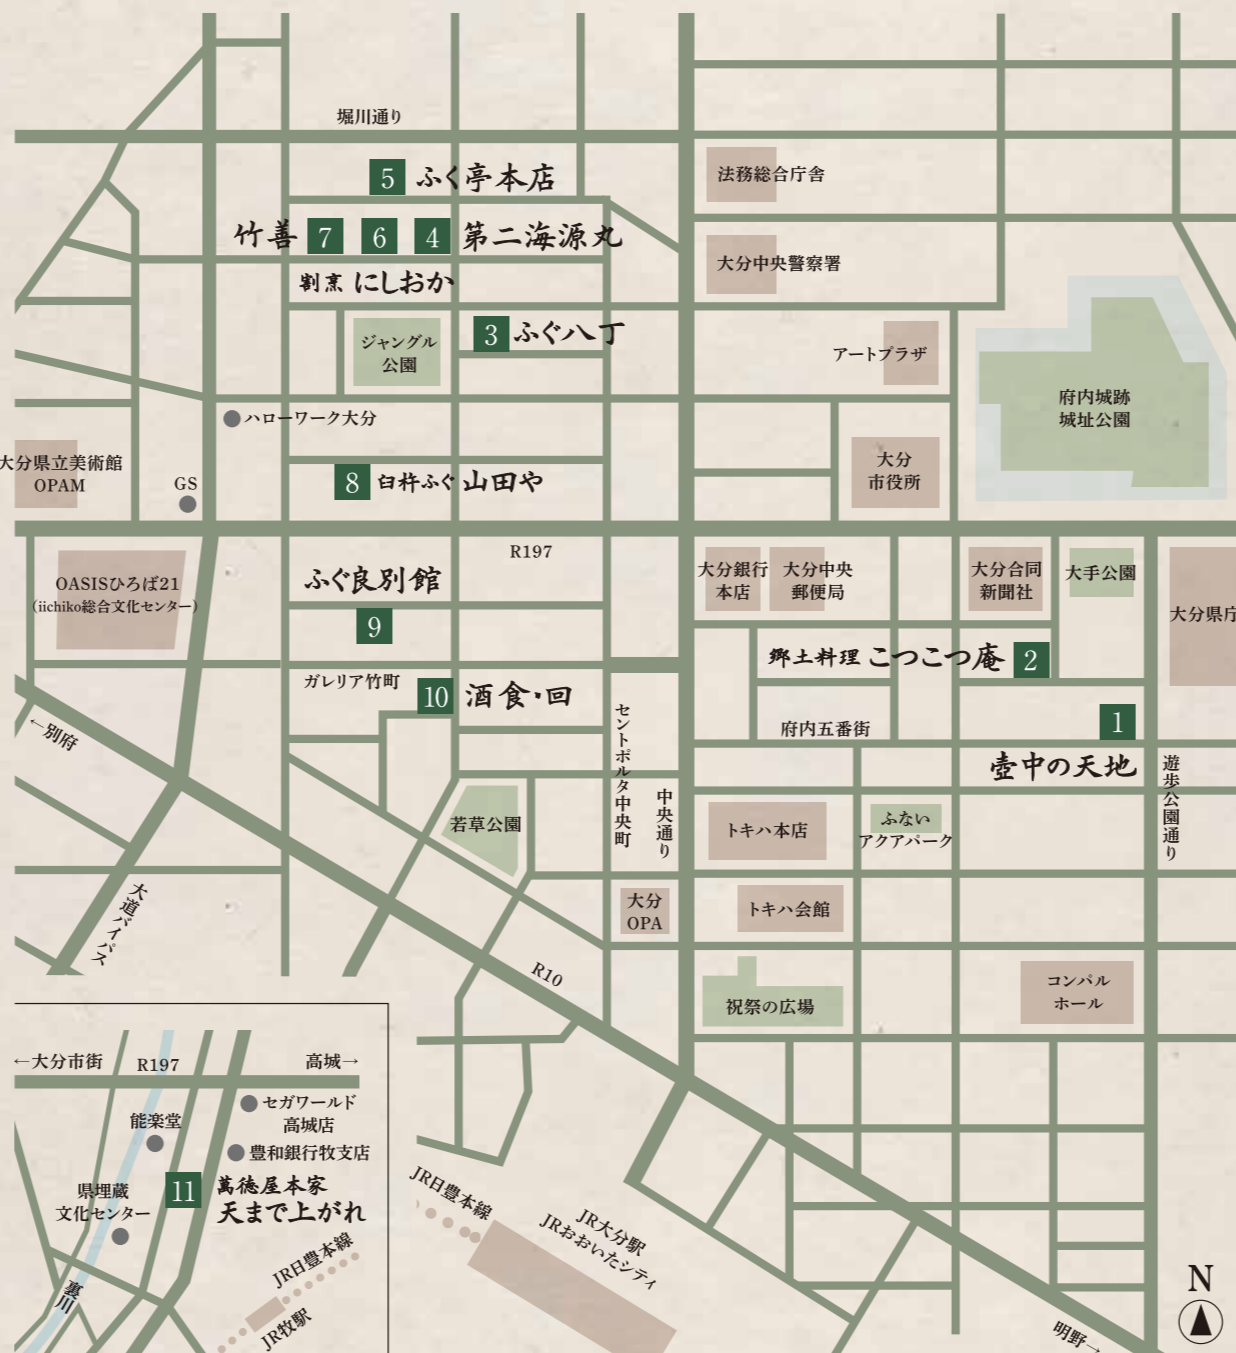 堀川通り
5 ふく亭本店
法務総合庁舎
竹善 7 6 4 第二海源丸
大分中央警察署
割烹 にしおか
3 ふぐ八丁
ジャングル
公園
アートプラザ
府内城跡
城址公園
ハローワーク大分
大分県立美術館
OPAM
GS
8 臼杵ふぐ 山田や
大分
市役所
R197
OASISひろば21
(iichiko総合文化センター)
ふぐ良別館
9
大分銀行
本店
大分中央
郵便局
大分合同
新聞社
大手公園
大分県庁
郷土料理 こつこつ庵 2
ガレリア竹町
10 酒食・回
←別府
セントポルタ中央町
中央通り
府内五番街
1
壺中の天地
遊歩公園通り
若草公園
トキハ本店
ふない
アクアパーク
大道バイパス
大分
OPA
トキハ会館
R10
祝祭の広場
コンパル
ホール
←大分市街
R197
高城→
セガワールド
高城店
能楽堂
豊和銀行牧支店
11 萬徳屋本家
天まで上がれ
県埋蔵
文化センター
裏川
JR日豊本線
JR牧駅
JR日豊本線
JR大分駅
JRおおいたシティ
明野→
N